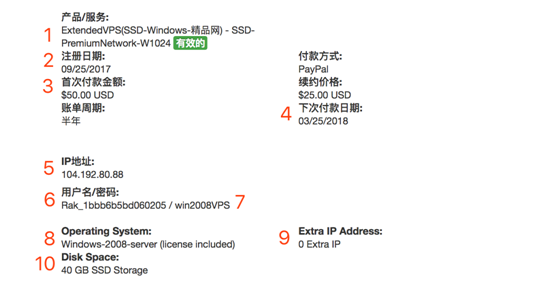 产品/服务:
1 ExtendedVPS(SSD-Windows-精品网) - SSD-
PremiumNetwork-W1024 有效的
2 注册日期: 付款方式:
09/25/2017 PayPal
3 首次付款金额: 续约价格:
$50.00 USD $25.00 USD
账单周期: 4 下次付款日期:
半年 03/25/2018
5 IP地址:
104.192.80.88
6 用户名/密码:
Rak_1bbb6b5bd060205 / win2008VPS 7
8 Operating System: 9 Extra IP Address:
Windows-2008-server (license included) 0 Extra IP
10 Disk Space:
40 GB SSD Storage